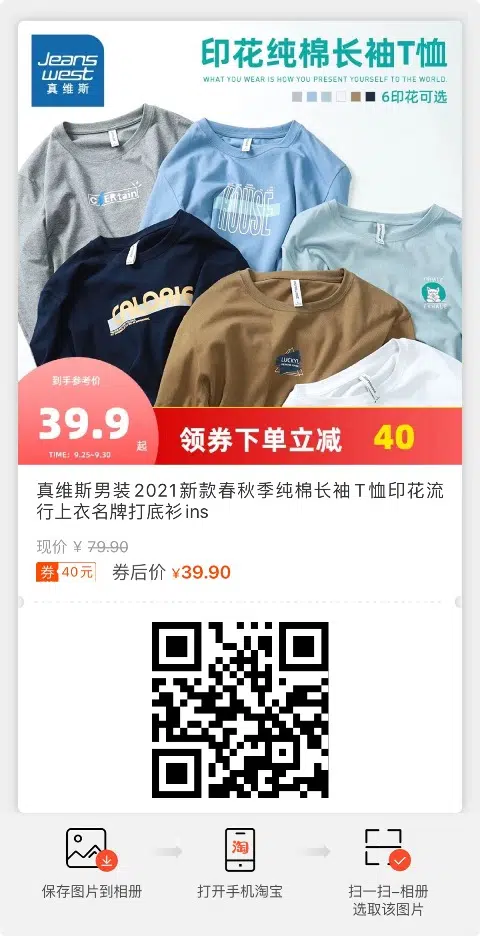 Jeans
west
真维斯
印花纯棉长袖T恤
WHAT YOU WEAR IS HOW YOU PRESENT YOURSELF TO THE WORLD.
6印花可选
HOUSE
LUCKY
到手参考价
39.9 起
TIME: 9.25-9.30
领券下单立减 40
真维斯男装2021新款春秋季纯棉长袖T恤印花流
行上衣名牌打底衫ins
现价 ¥ 79.90
券 40元 券后价 ¥39.90
淘
保存图片到相册
打开手机淘宝
扫一扫-相册
选取该图片